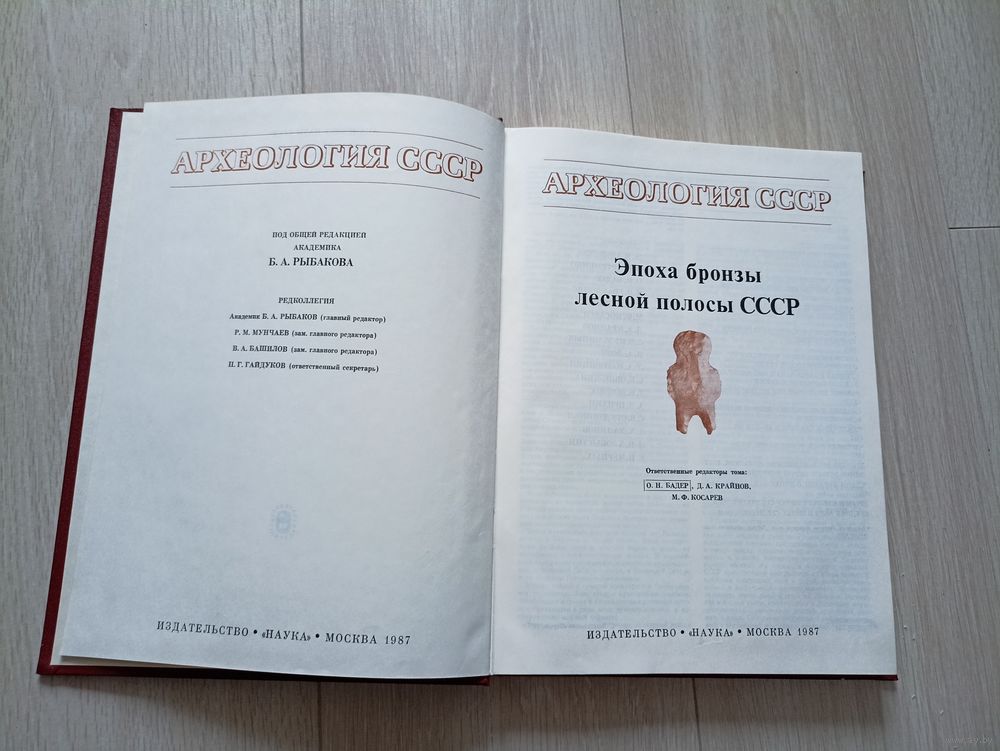 АРХЕОЛОГИЯ СССР
ПОД ОБЩЕЙ РЕДАКЦИЕЙ
АКАДЕМИКА
Б. А. РЫБАКОВА
РЕДКОЛЛЕГИЯ
Академик Б. А. РЫБАКОВ (главный редактор)
Р. М. МУНЧАЕВ (зам. главного редактора)
В. А. БАШИЛОВ (зам. главного редактора)
П. Г. ГАЙДУКОВ (ответственный секретарь)
ИЗДАТЕЛЬСТВО • «НАУКА» • МОСКВА 1987
АРХЕОЛОГИЯ СССР
Эпоха бронзы
лесной полосы СССР
Ответственные редакторы тома:
О. Н. БАДЕР, Д. А. КРАЙНОВ,
М. Ф. КОСАРЕВ
ИЗДАТЕЛЬСТВО • «НАУКА» • МОСКВА 1987